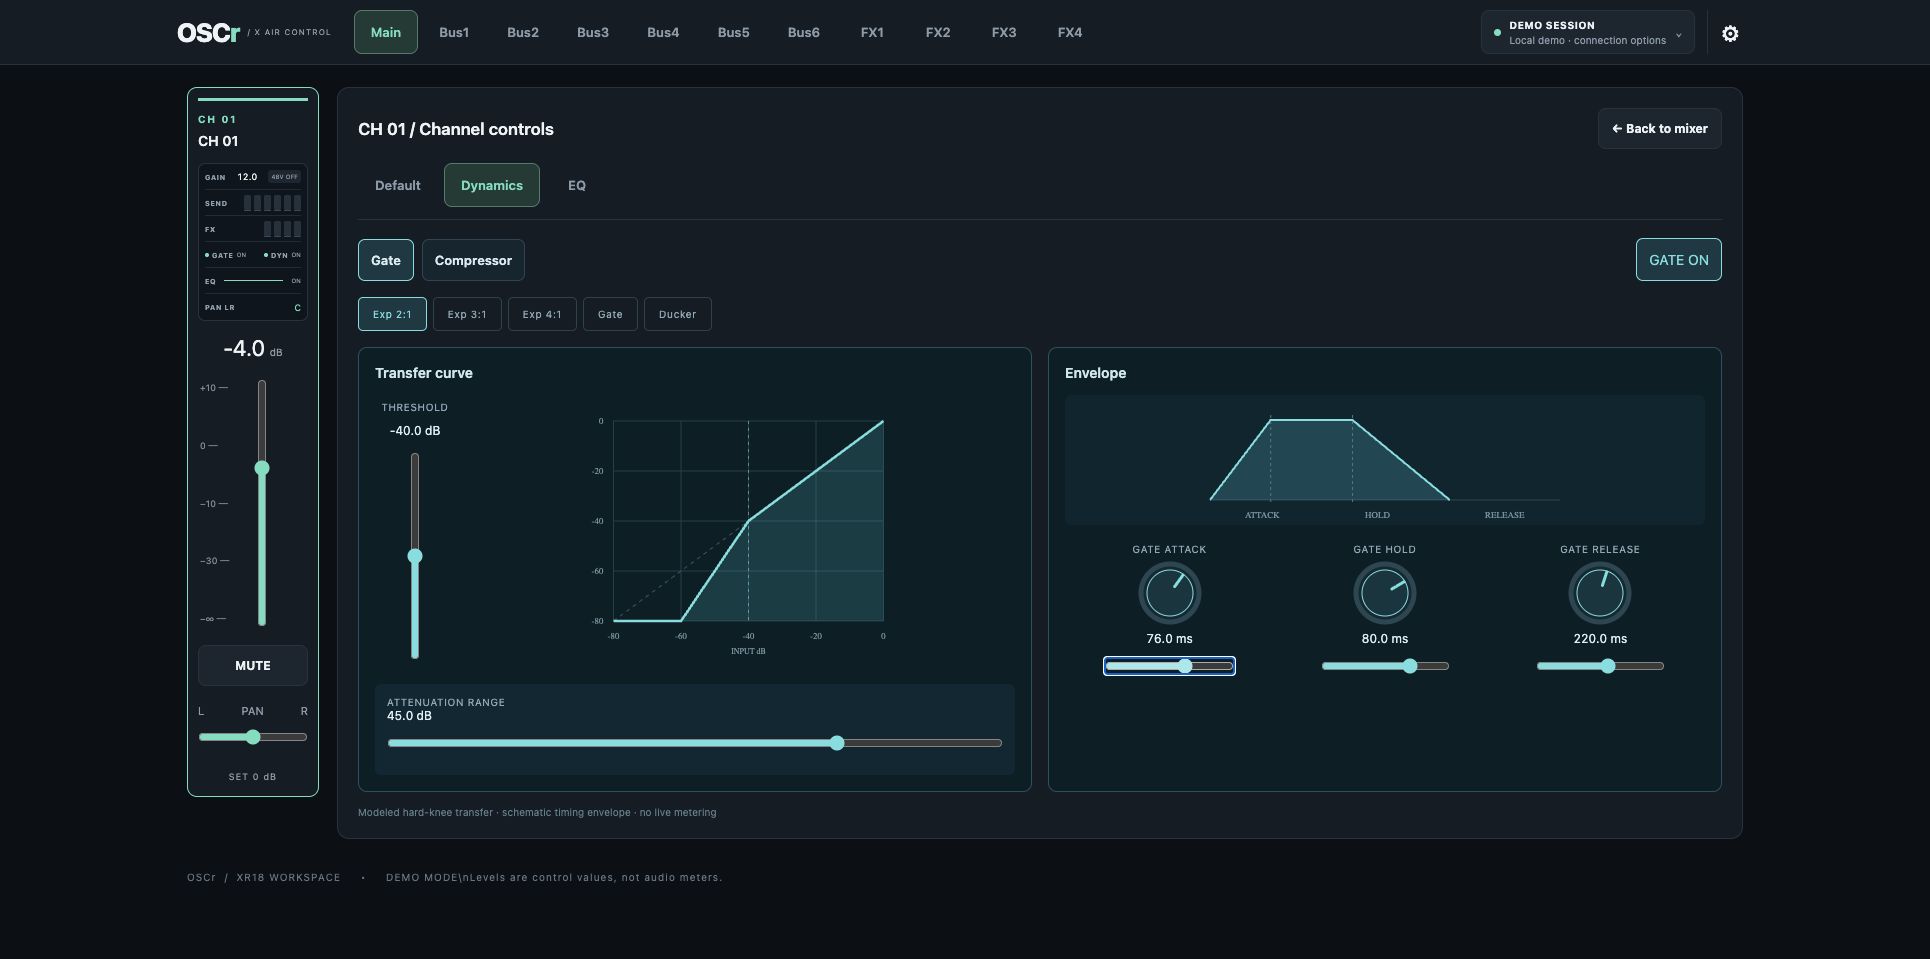 OSCr / X AIR CONTROL
Main Bus1 Bus2 Bus3 Bus4 Bus5 Bus6 FX1 FX2 FX3 FX4
DEMO SESSION
Local demo · connection options
CH 01
CH 01
GAIN 12.0 48V OFF
SEND
FX
GATE ON DYN ON
EQ ON
PAN LR C
-4.0 dB
+10
0
-10
-30
-∞
MUTE
L PAN R
SET 0 dB
CH 01 / Channel controls
← Back to mixer
Default Dynamics EQ
Gate Compressor
GATE ON
Exp 2:1 Exp 3:1 Exp 4:1 Gate Ducker
Transfer curve
THRESHOLD
-40.0 dB
0
-20
-40
-60
-80
-80 -60 -40 -20 0
INPUT dB
ATTENUATION RANGE
45.0 dB
Envelope
ATTACK HOLD RELEASE
GATE ATTACK GATE HOLD GATE RELEASE
76.0 ms 80.0 ms 220.0 ms
Modeled hard-knee transfer · schematic timing envelope · no live metering
OSCr / XR18 WORKSPACE • DEMO MODE\nLevels are control values, not audio meters.